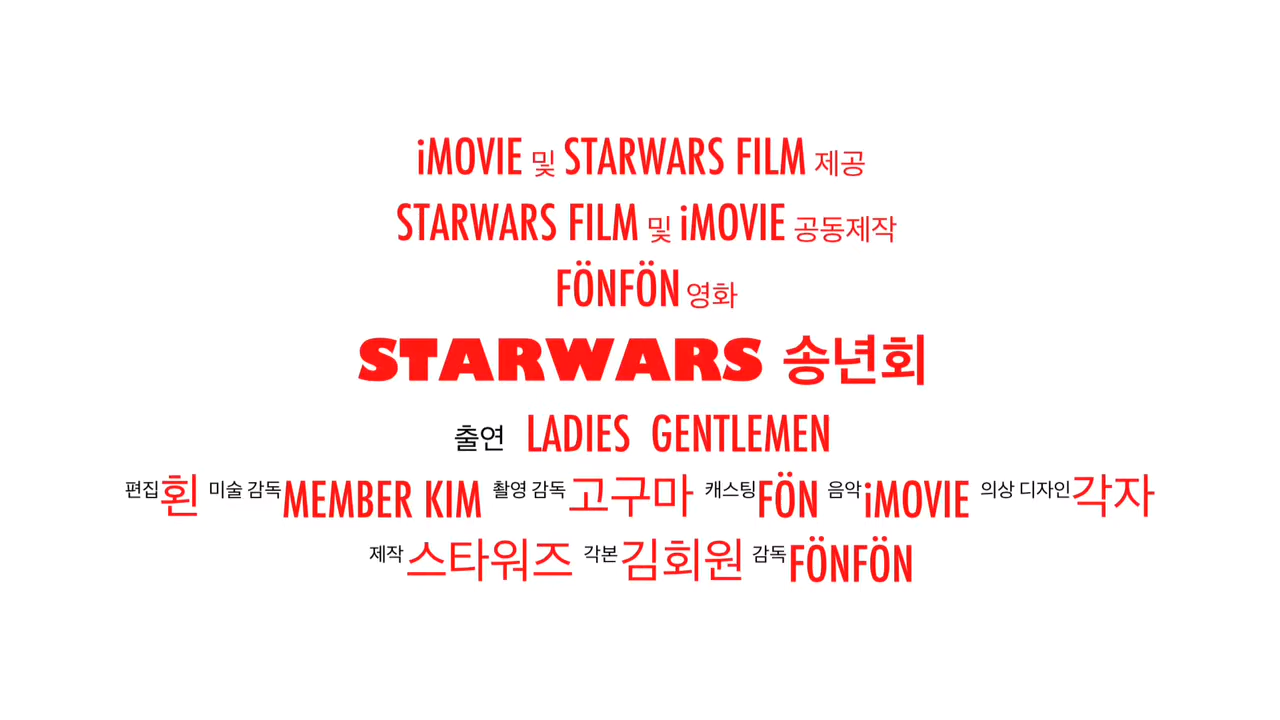 iMOVIE 및 STARWARS FILM 제공
STARWARS FILM 및 iMOVIE 공동제작
FÖNFÖN 영화
STARWARS 송년회
출연 LADIES GENTLEMEN
편집 횐 미술 감독 MEMBER KIM 촬영 감독 고구마 캐스팅 FÖN 음악 iMOVIE 의상 디자인 각자
제작 스타워즈 각본 김회원 감독 FÖNFÖN